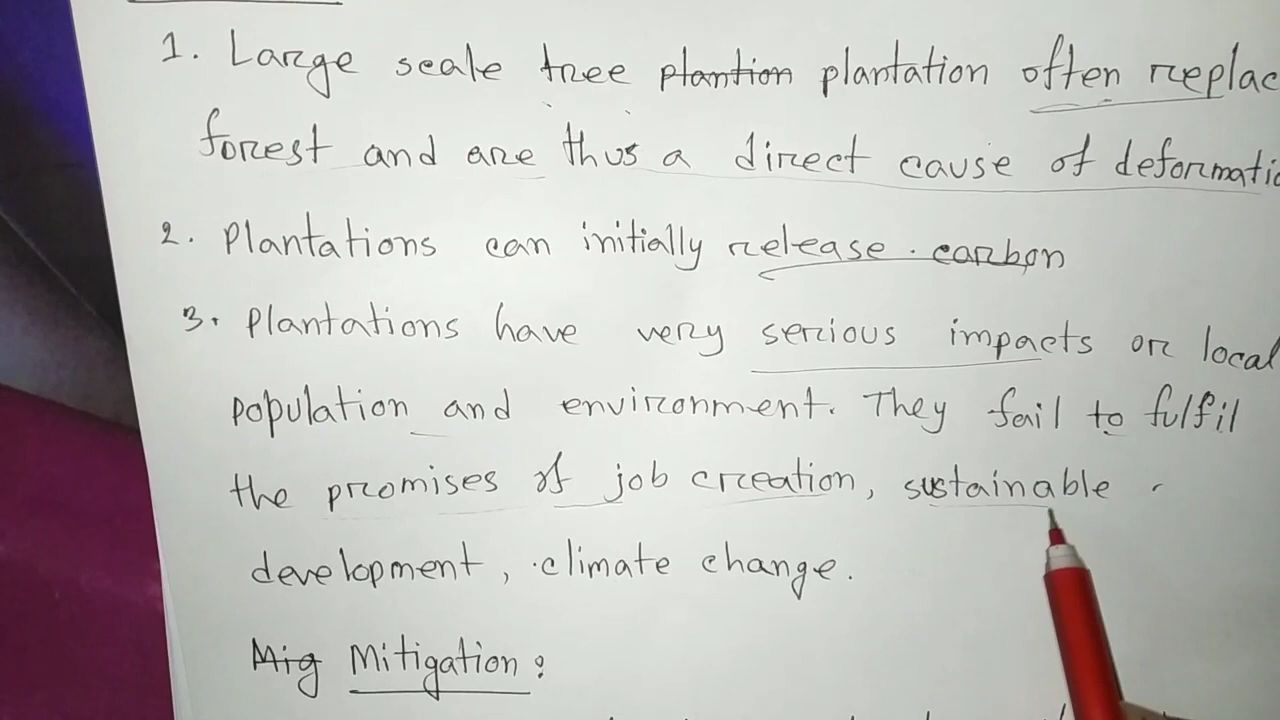 1. Large scale tree plantion plantation often replac
forest and are thus a direct cause of deformatio
2. Plantations can initially release carbon
3. Plantations have very serious impacts on local
population and environment. They fail to fulfil
the promises of job creation, sustainable
development, climate change.
Mig Mitigation: